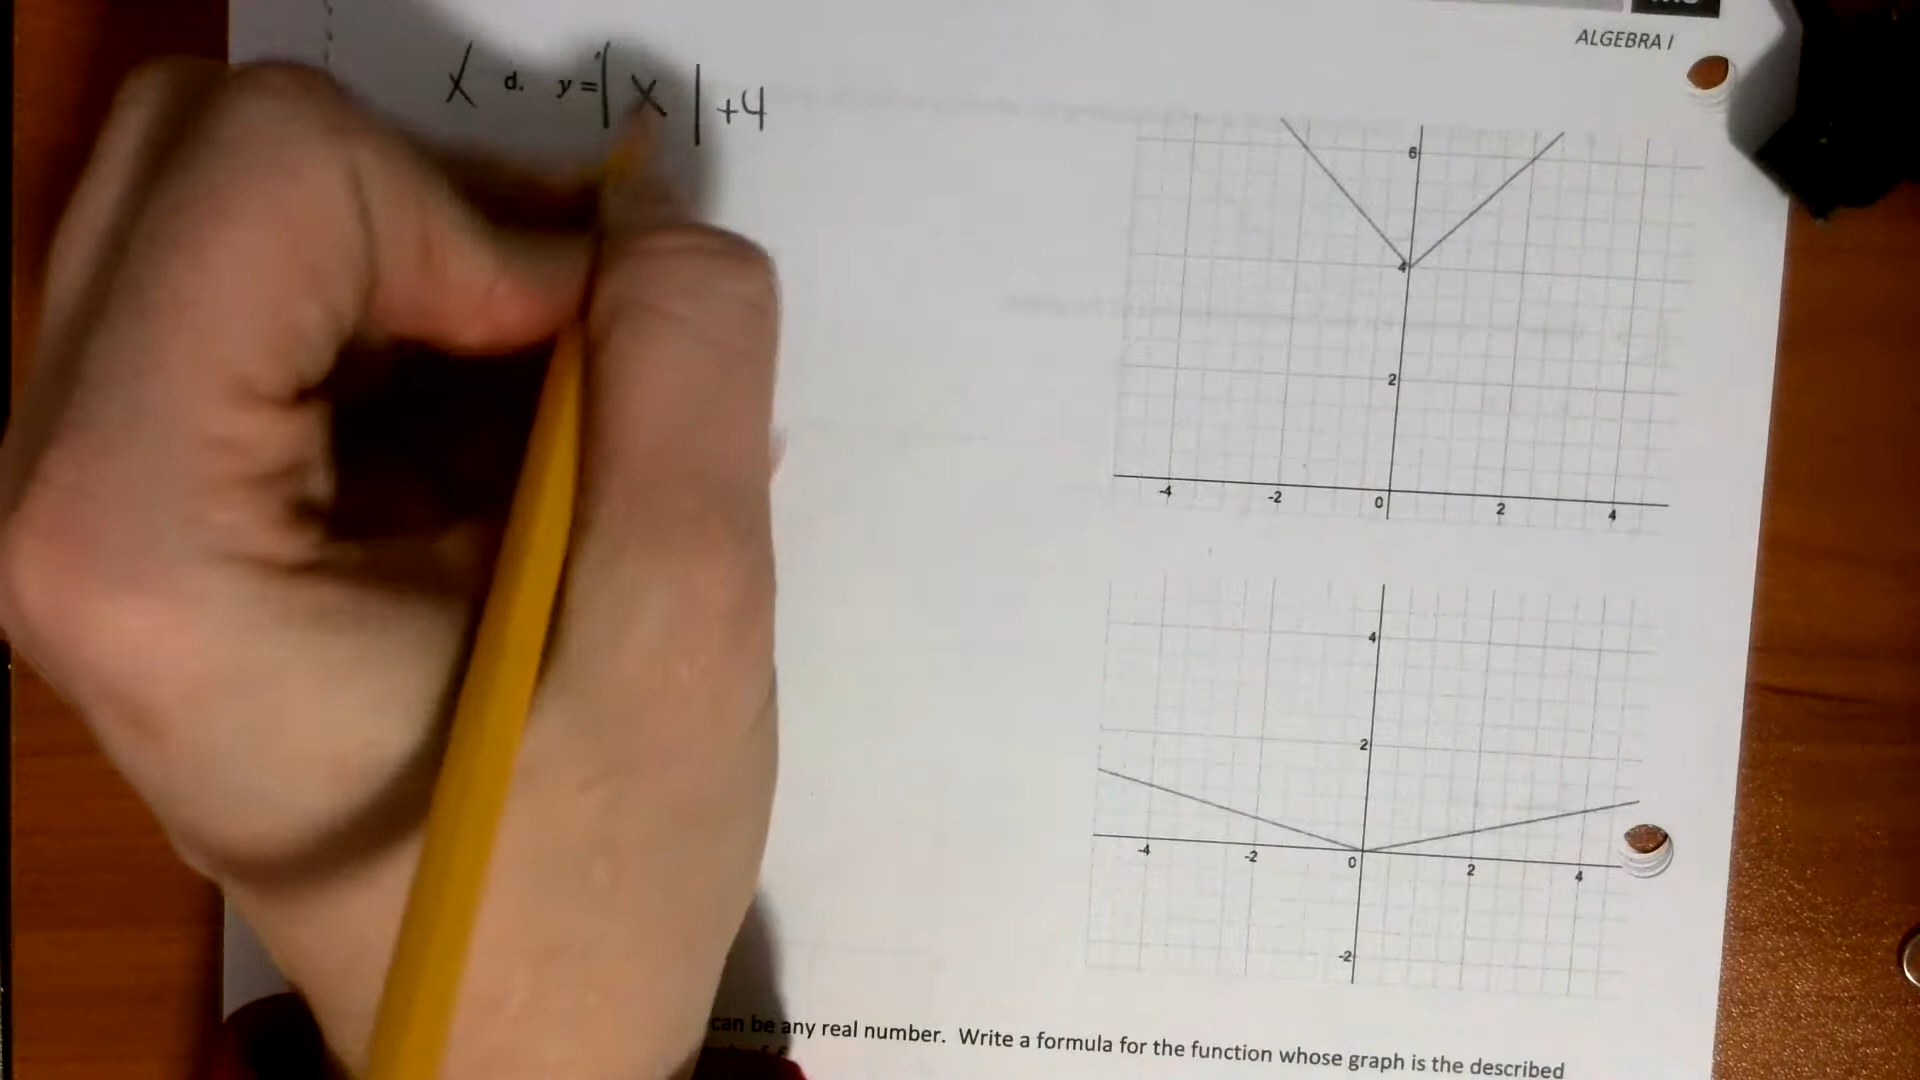 ALGEBRA I
X d. y = | x | + 4
6
4
2
-4 -2 0 2 4
4
2
-4 -2 0 2 4
-2
can be any real number. Write a formula for the function whose graph is the described